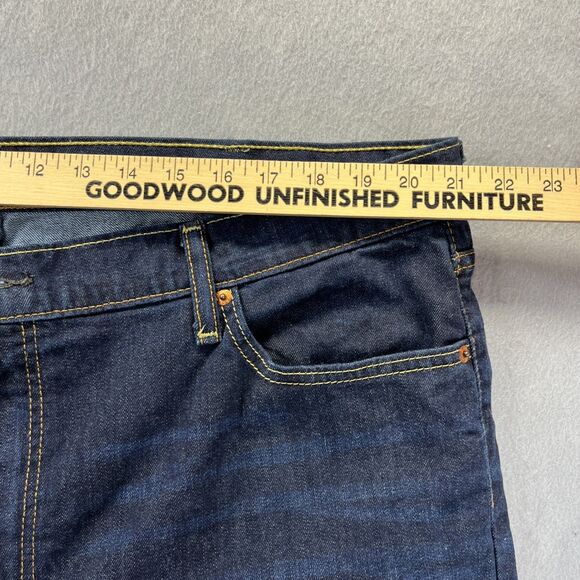 12 13 14 15 16 17 18 19 20 21 22 23
GOODWOOD UNFINISHED FURNITURE